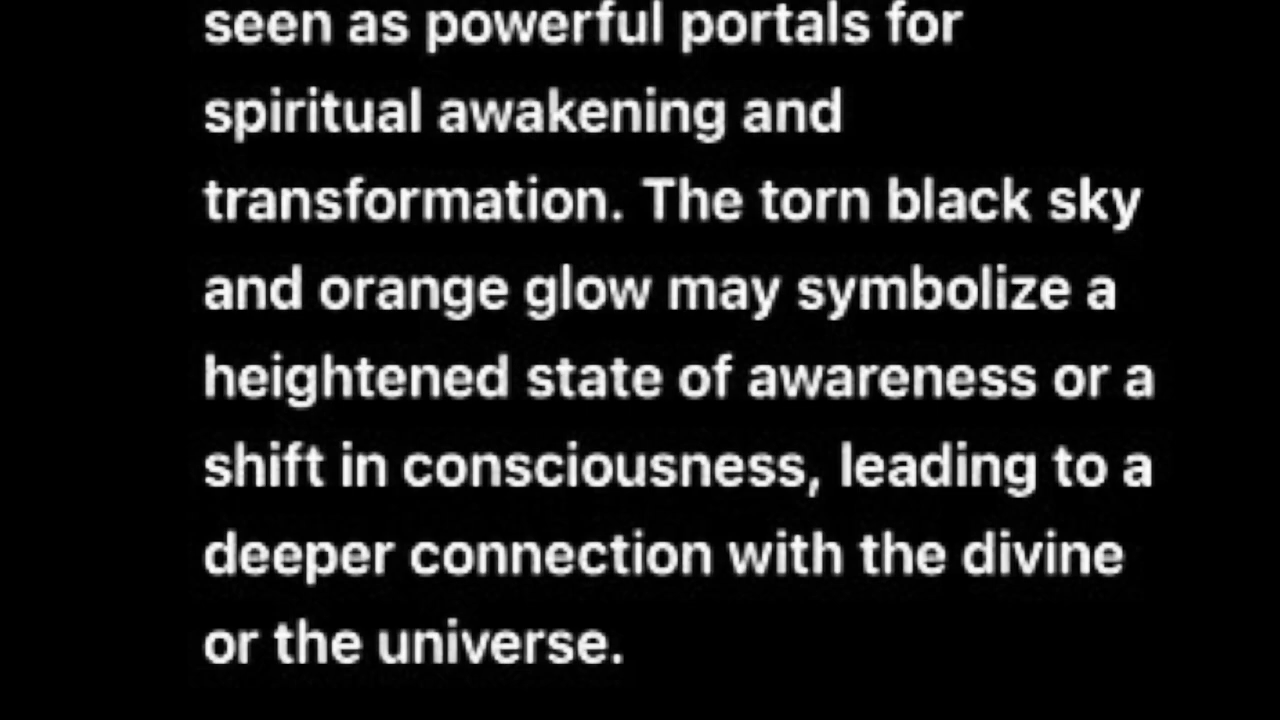 seen as powerful portals for
spiritual awakening and
transformation. The torn black sky
and orange glow may symbolize a
heightened state of awareness or a
shift in consciousness, leading to a
deeper connection with the divine
or the universe.